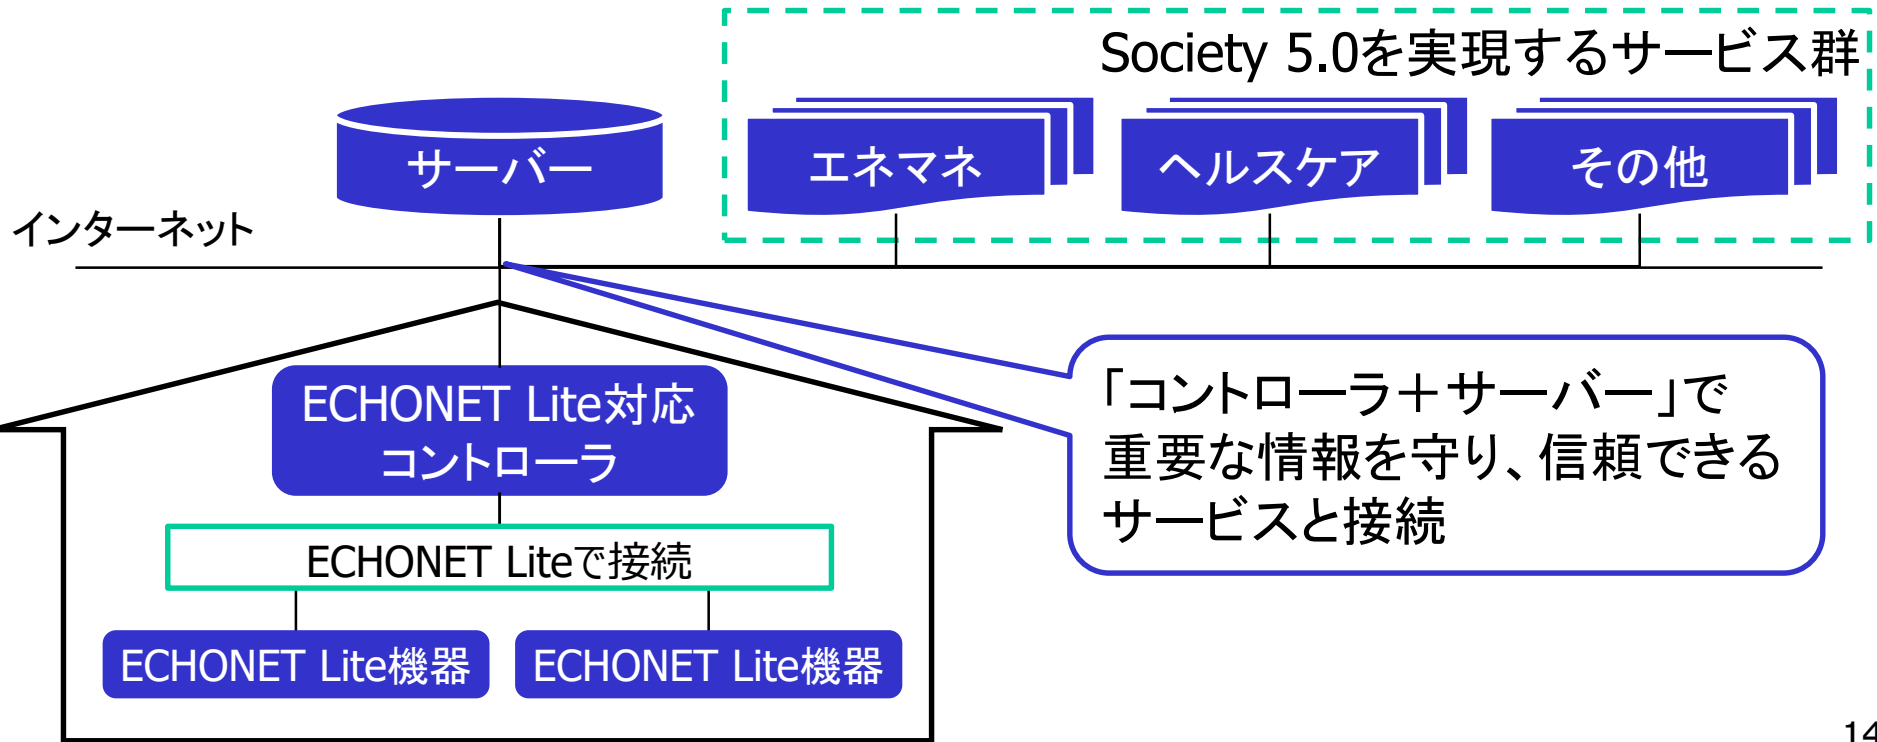 Society 5.0を実現するサービス群
サーバー
エネマネ
ヘルスケア
その他
インターネット
ECHONET Lite対応
コントローラ
「コントローラ＋サーバー」で
重要な情報を守り、信頼できる
サービスと接続
ECHONET Liteで接続
ECHONET Lite機器
ECHONET Lite機器
14